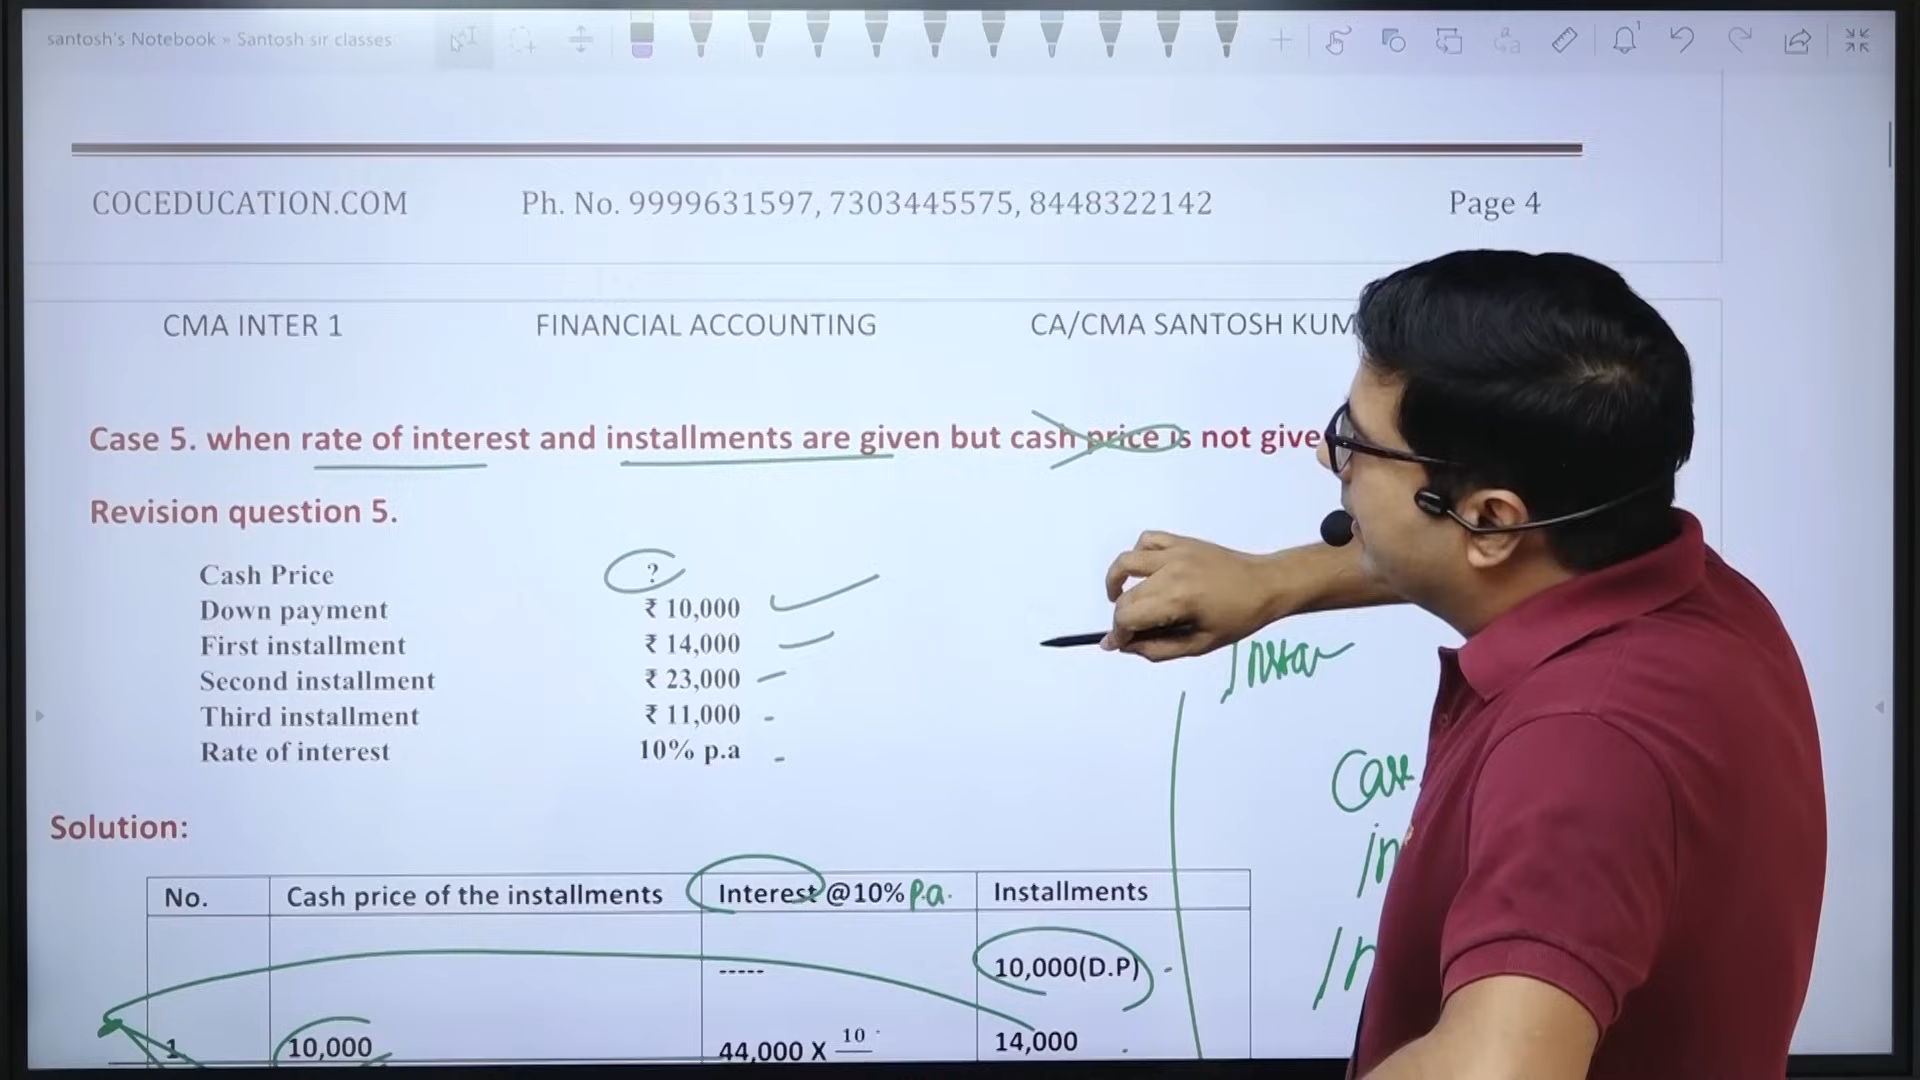 santosh's Notebook » Santosh sir classes
COCEDUCATION.COM Ph. No. 9999631597, 7303445575, 8448322142 Page 4
CMA INTER 1 FINANCIAL ACCOUNTING CA/CMA SANTOSH KUM
Case 5. when rate of interest and installments are given but cash price is not give
Revision question 5.
Cash Price ?
Down payment ₹ 10,000
First installment ₹ 14,000
Second installment ₹ 23,000
Third installment ₹ 11,000
Rate of interest 10% p.a
Solution:
No. Cash price of the installments Interest @10% p.a. Installments
----- 10,000(D.P)
1 10,000 44,000 X 10 14,000